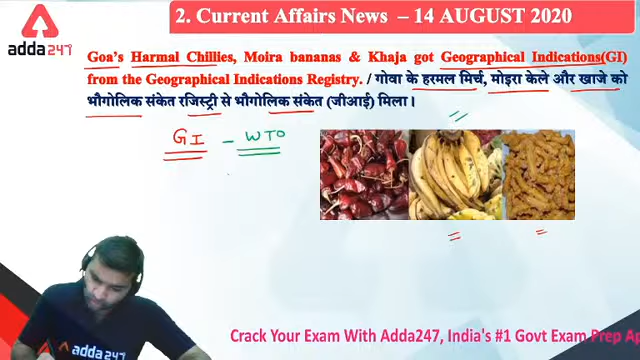 2. Current Affairs News – 14 AUGUST 2020
adda247
Goa's Harmal Chillies, Moira bananas & Khaja got Geographical Indications(GI)
from the Geographical Indications Registry. / गोवा के हरमल मिर्च, मोइरा केले और खाजे को
भौगोलिक संकेत रजिस्ट्री से भौगोलिक संकेत (जीआई) मिला।
GI – WTO
adda247
Crack Your Exam With Adda247, India's #1 Govt Exam Prep Ap